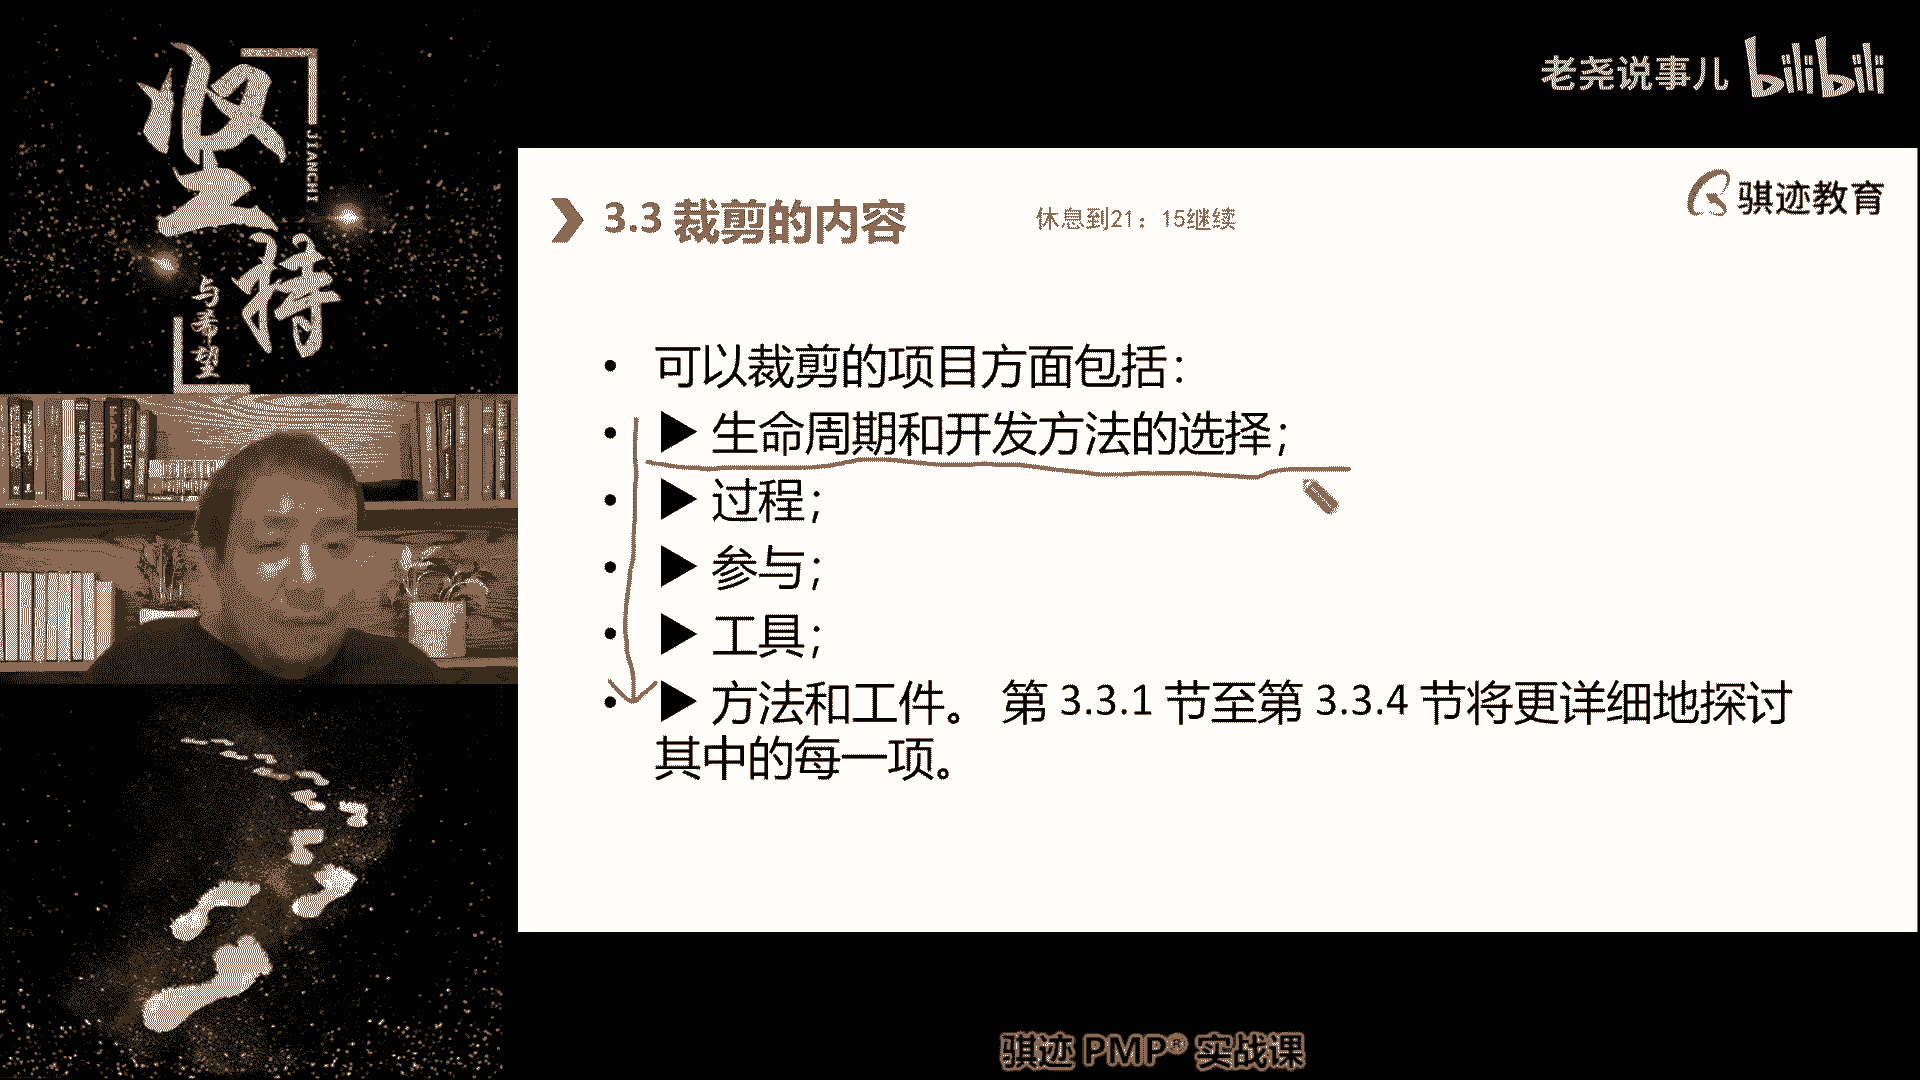 坚持
JIANCHI
与希望
老尧说事儿 bilibili
骐迹教育
3.3 裁剪的内容
休息到21：15继续
• 可以裁剪的项目方面包括：
• ▶ 生命周期和开发方法的选择；
• ▶ 过程；
• ▶ 参与；
• ▶ 工具；
• ▶ 方法和工件。 第 3.3.1 节至第 3.3.4 节将更详细地探讨
其中的每一项。
骐迹 PMP® 实战课